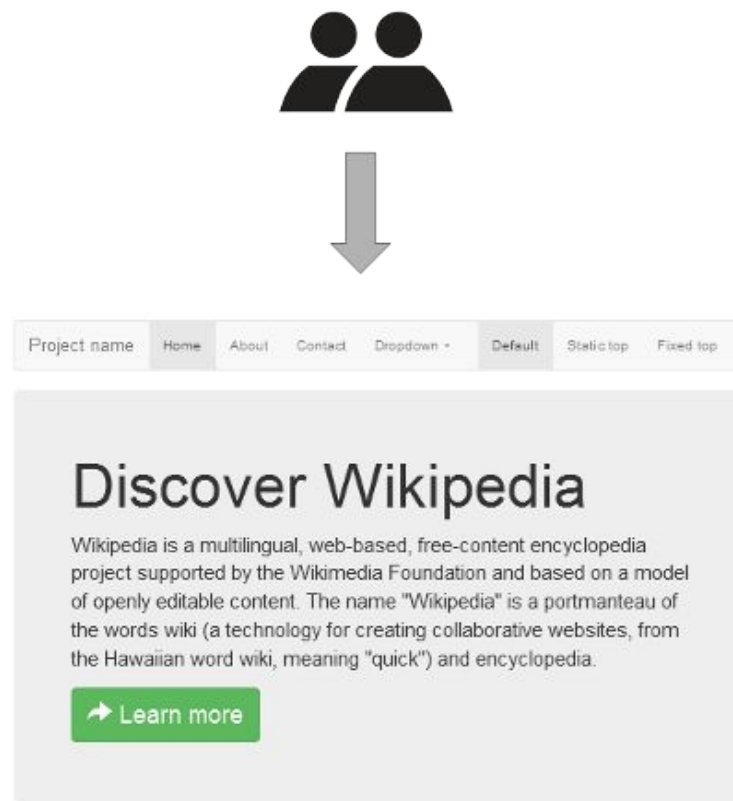 Project name Home About Contact Dropdown Default Static top Fixed top
Discover Wikipedia
Wikipedia is a multilingual, web-based, free-content encyclopedia
project supported by the Wikimedia Foundation and based on a model
of openly editable content. The name "Wikipedia" is a portmanteau of
the words wiki (a technology for creating collaborative websites, from
the Hawaiian word wiki, meaning "quick") and encyclopedia.
Learn more